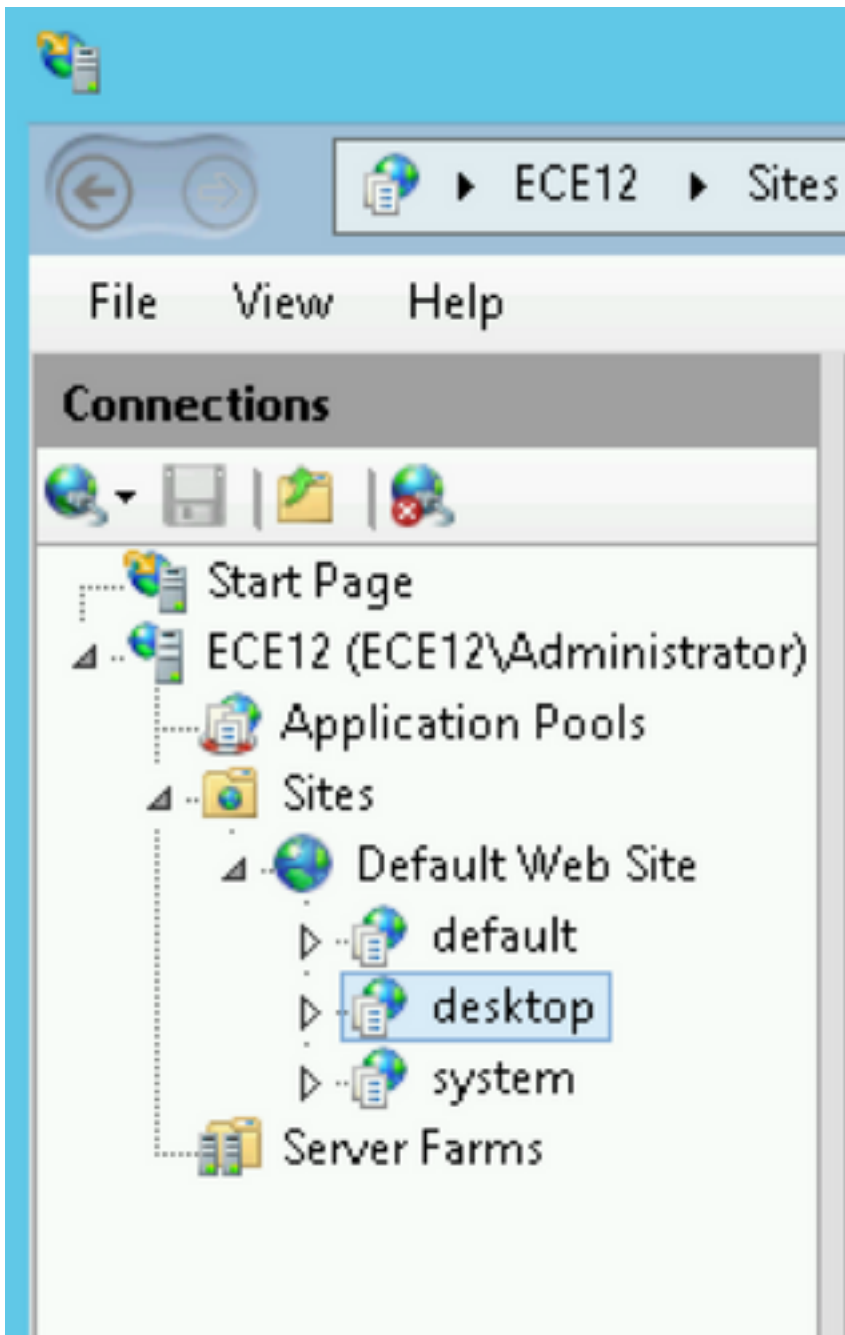 ECE12 Sites
File View Help
Connections
Start Page
ECE12 (ECE12\Administrator)
Application Pools
Sites
Default Web Site
default
desktop
system
Server Farms